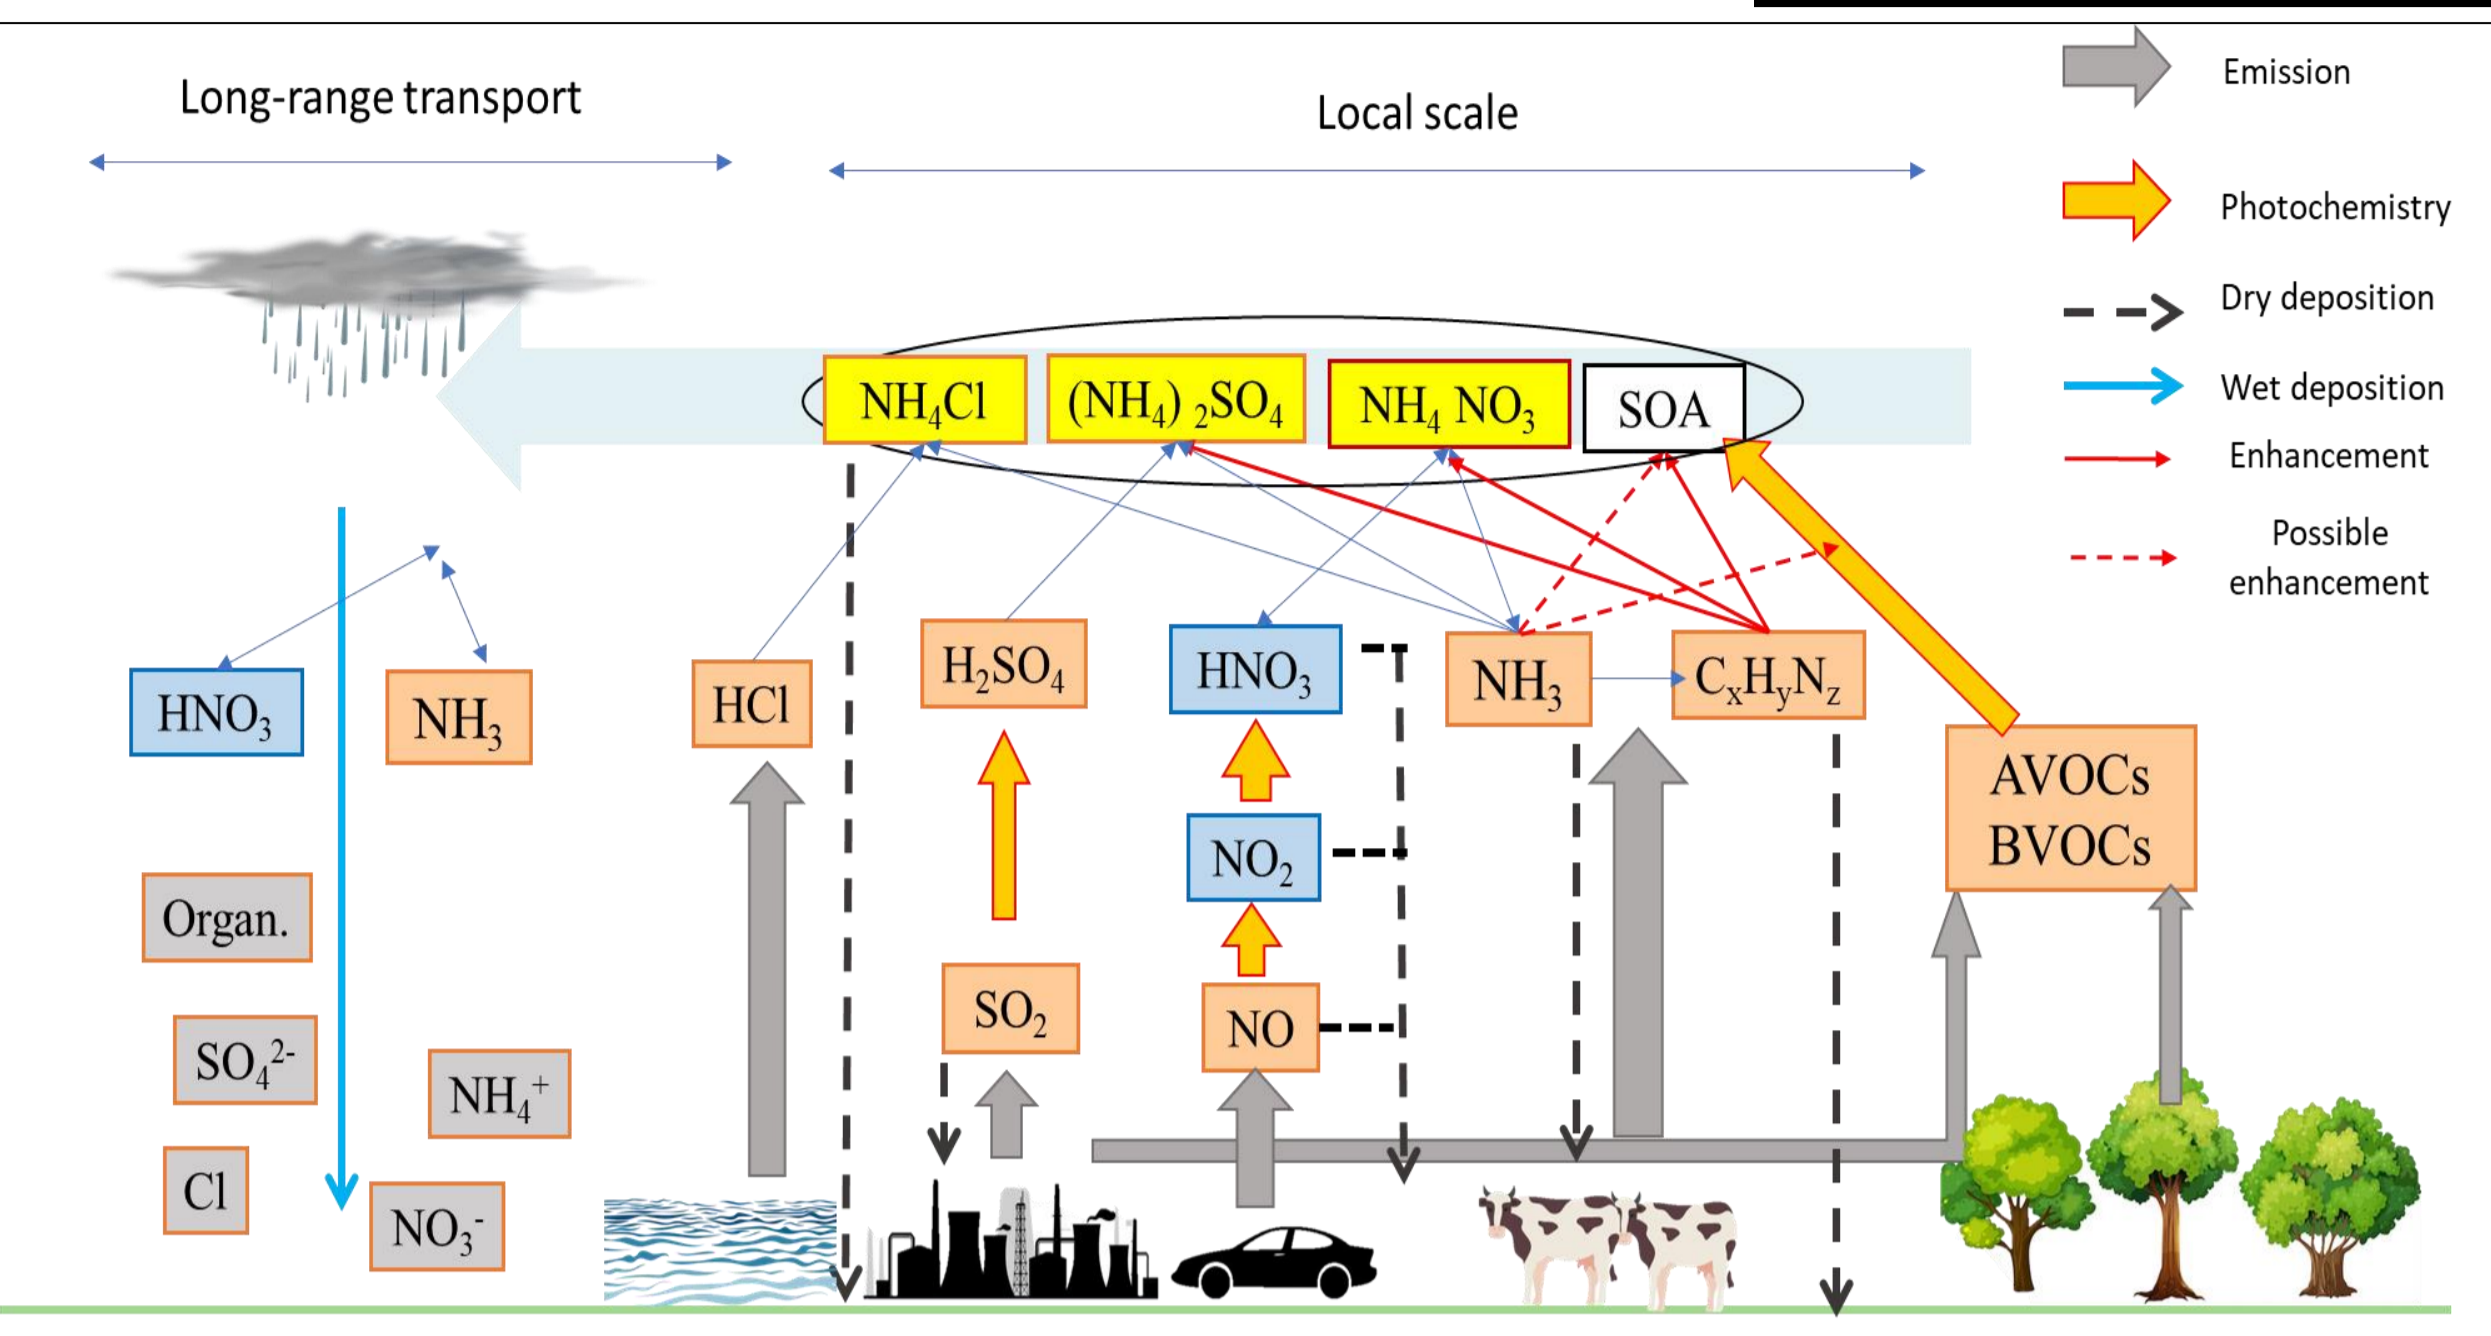 Long-range transport
Local scale
Emission
Photochemistry
Dry deposition
Wet deposition
Enhancement
Possible
enhancement
NH₄Cl
(NH₄) ₂SO₄
NH₄ NO₃
SOA
HNO₃
NH₃
HCl
H₂SO₄
HNO₃
NH₃
CₓHᵧN₂
AVOCs
BVOCs
NO₂
Organ.
SO₂
NO
SO₄²⁻
NH₄⁺
Cl
NO₃⁻